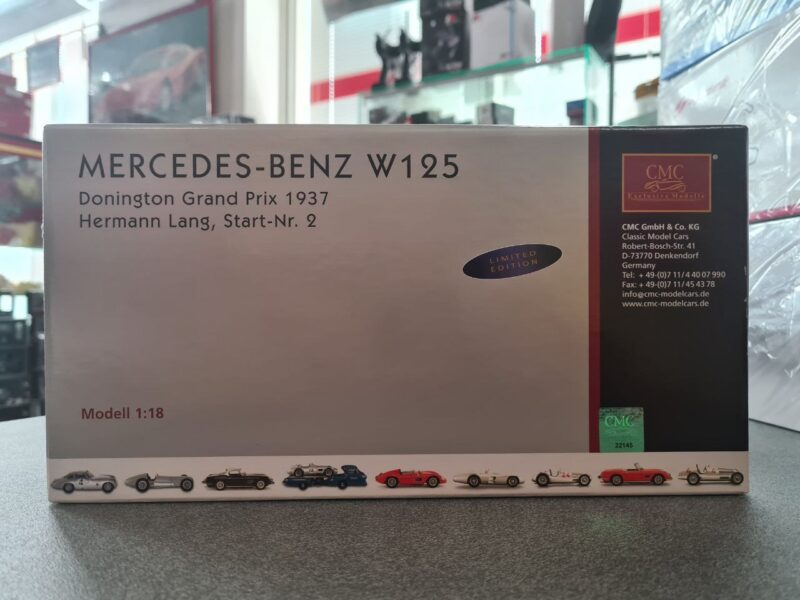 MERCEDES-BENZ W125
Donington Grand Prix 1937
Hermann Lang, Start-Nr. 2
LIMITED
EDITION
Modell 1:18
CMC
Exclusive Modelle
®
CMC GmbH & Co. KG
Classic Model Cars
Robert-Bosch-Str. 41
D-73770 Denkendorf
Germany
Tel: + 49-(0)7 11/4 40 07 990
Fax: + 49-(0)7 11/45 43 78
info@cmc-modelcars.de
www.cmc-modelcars.de
CMC
22145